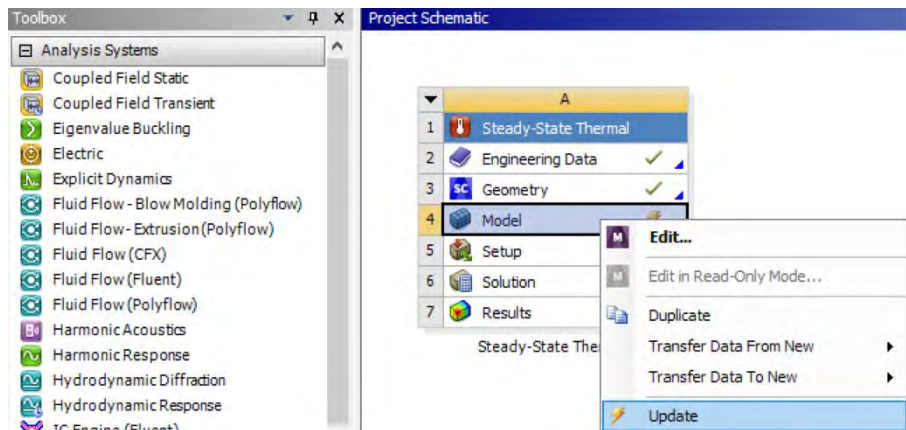 Toolbox
Analysis Systems
Coupled Field Static
Coupled Field Transient
Eigenvalue Buckling
Electric
Explicit Dynamics
Fluid Flow - Blow Molding (Polyflow)
Fluid Flow - Extrusion (Polyflow)
Fluid Flow (CFX)
Fluid Flow (Fluent)
Fluid Flow (Polyflow)
Harmonic Acoustics
Harmonic Response
Hydrodynamic Diffraction
Hydrodynamic Response
IC Engine (Fluent)
Project Schematic
A
1 Steady-State Thermal
2 Engineering Data
3 SC Geometry
4 Model
5 Setup
6 Solution
7 Results
Steady-State The
M Edit...
M Edit in Read-Only Mode...
Duplicate
Transfer Data From New
Transfer Data To New
Update